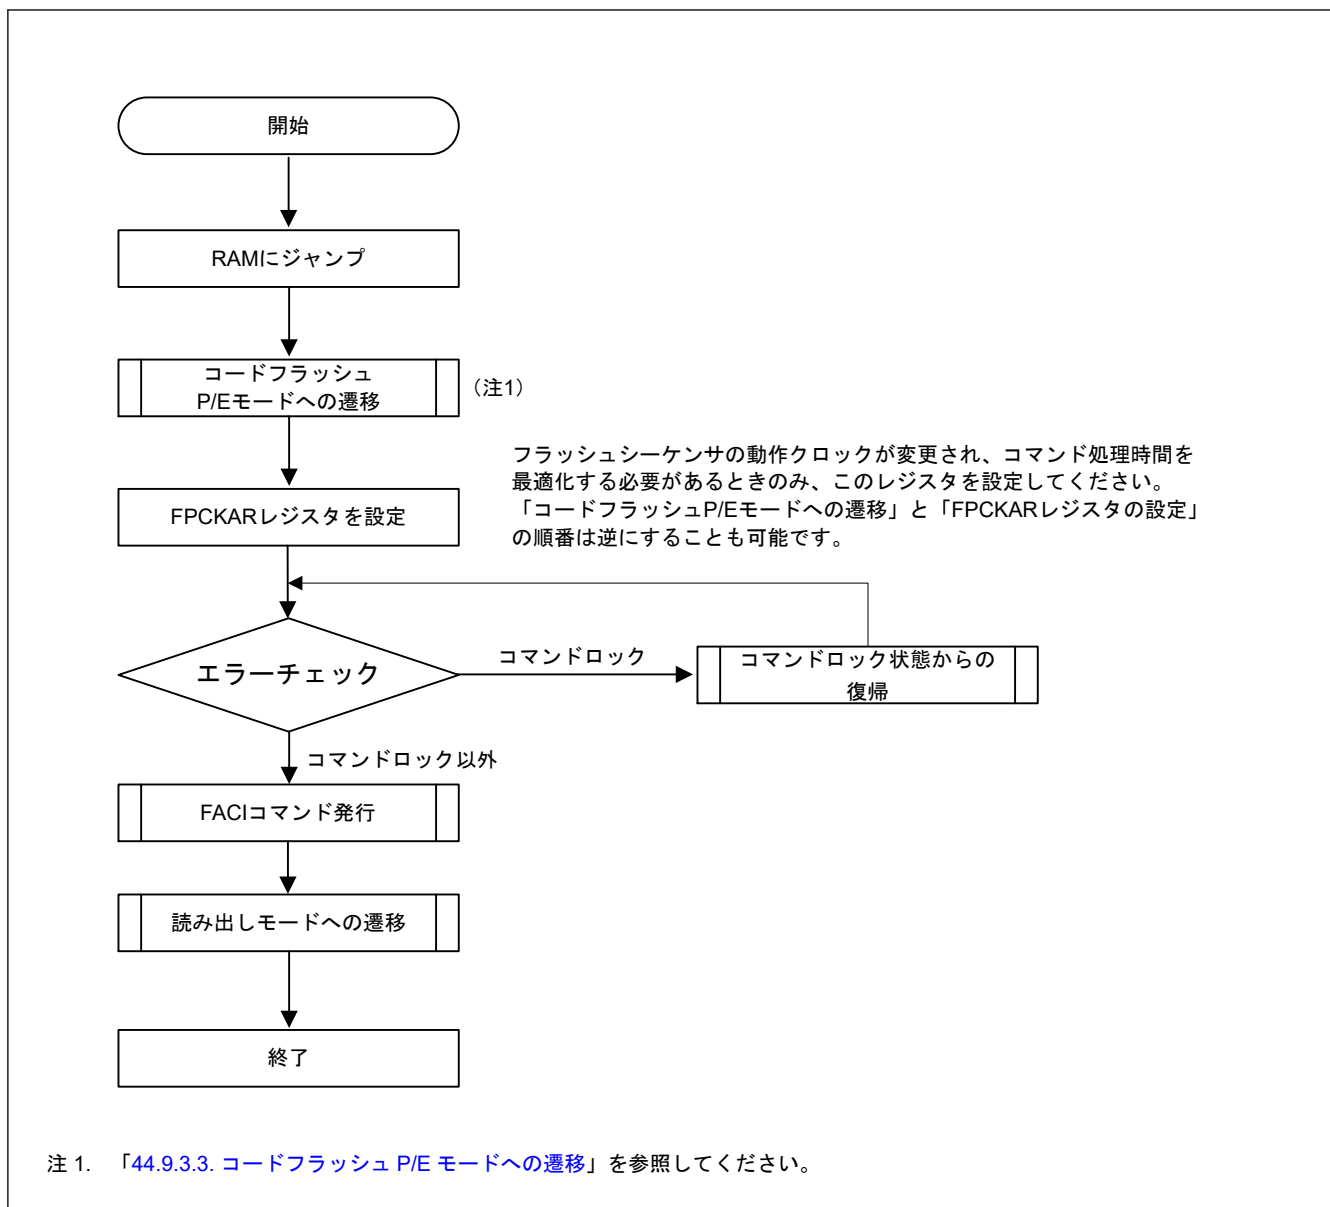 開始
RAMにジャンプ
コードフラッシュ
P/Eモードへの遷移
（注1）
フラッシュシーケンサの動作クロックが変更され、コマンド処理時間を
最適化する必要があるときのみ、このレジスタを設定してください。
「コードフラッシュP/Eモードへの遷移」と「FPCKARレジスタの設定」
の順番は逆にすることも可能です。
FPCKARレジスタを設定
エラーチェック
コマンドロック
コマンドロック状態からの
復帰
コマンドロック以外
FACIコマンド発行
読み出しモードへの遷移
終了
注 1. 「44.9.3.3. コードフラッシュ P/E モードへの遷移」を参照してください。